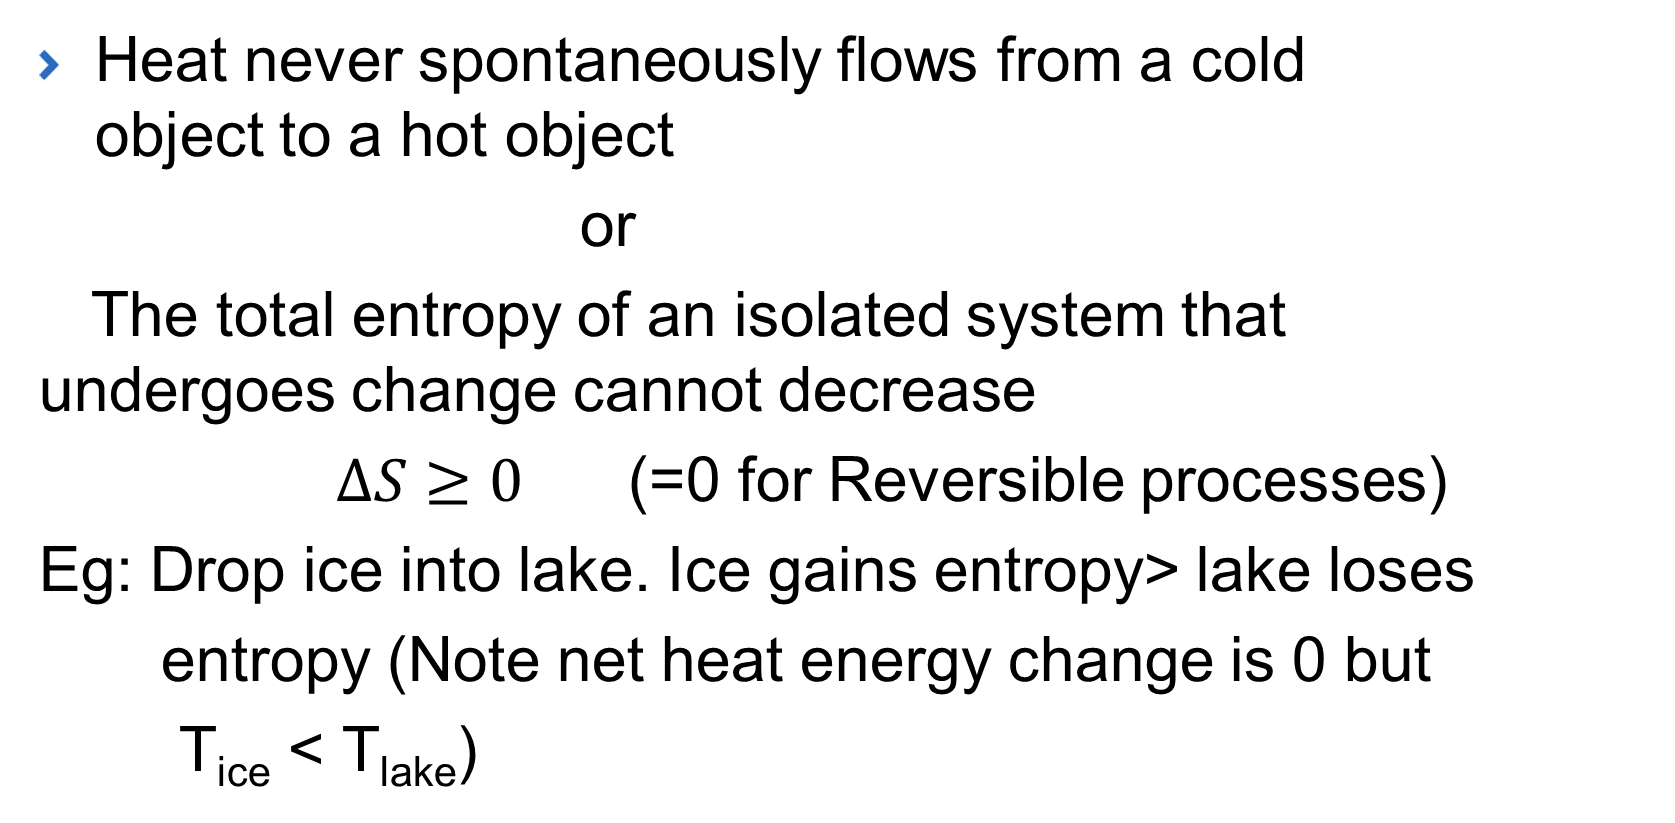 Heat never spontaneously flows from a cold
object to a hot object
or
The total entropy of an isolated system that
undergoes change cannot decrease
Δ𝑆 ≥ 0 (=0 for Reversible processes)
Eg: Drop ice into lake. Ice gains entropy> lake loses
entropy (Note net heat energy change is 0 but
Tice < Tlake)